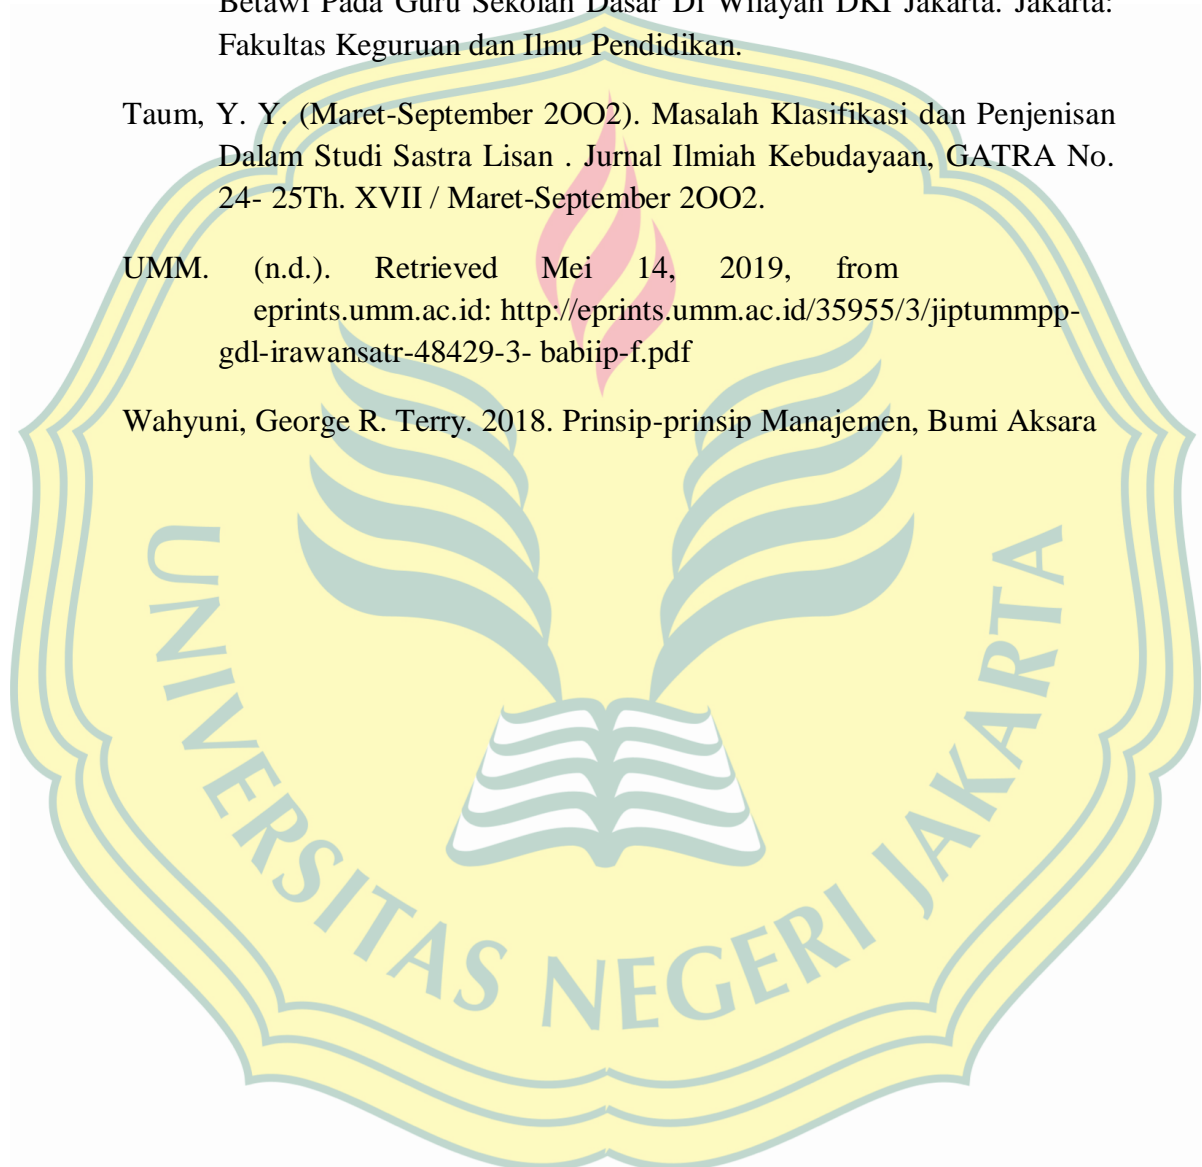 Betawi Pada Guru Sekolah Dasar Di Wilayah DKI Jakarta. Jakarta:
Fakultas Keguruan dan Ilmu Pendidikan.
Taum, Y. Y. (Maret-September 2OO2). Masalah Klasifikasi dan Penjenisan
Dalam Studi Sastra Lisan . Jurnal Ilmiah Kebudayaan, GATRA No.
24- 25Th. XVII / Maret-September 2OO2.
UMM. (n.d.). Retrieved Mei 14, 2019, from
eprints.umm.ac.id: http://eprints.umm.ac.id/35955/3/jiptummpp-
gdl-irawansatr-48429-3- babiip-f.pdf
Wahyuni, George R. Terry. 2018. Prinsip-prinsip Manajemen, Bumi Aksara
UNIVERSITAS NEGERI JAKARTA